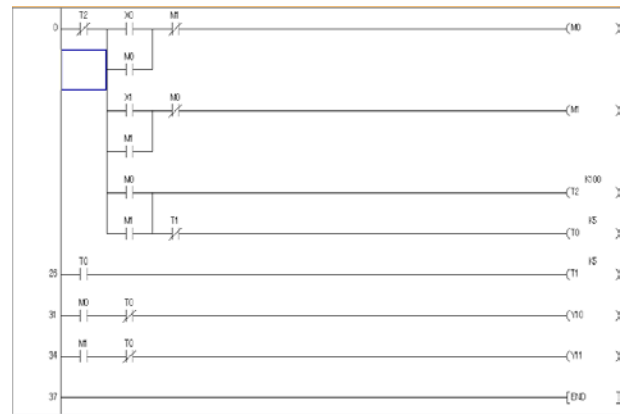 T2 X0 M1
0 (M0
M0
X1 M0
(M1
M1
M0 K300
(T2
M1 T1 K5
(T0
T0 K5
26 (T1
M0 T0
31 (Y10
M1 T0
34 (Y11
37 [END ]